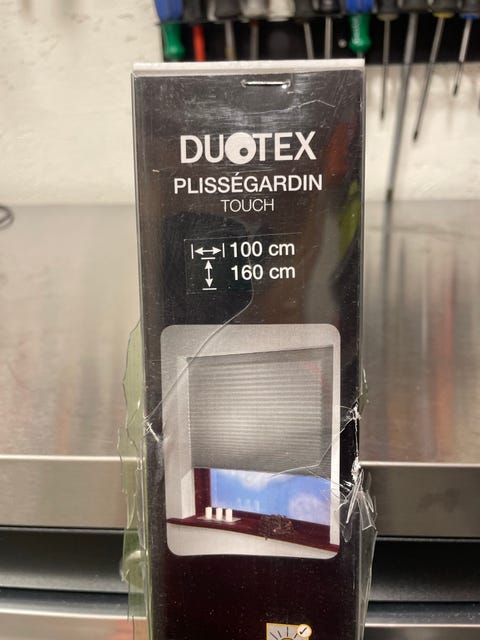 DUOTEX
PLISSÉGARDIN
TOUCH
100 cm
160 cm